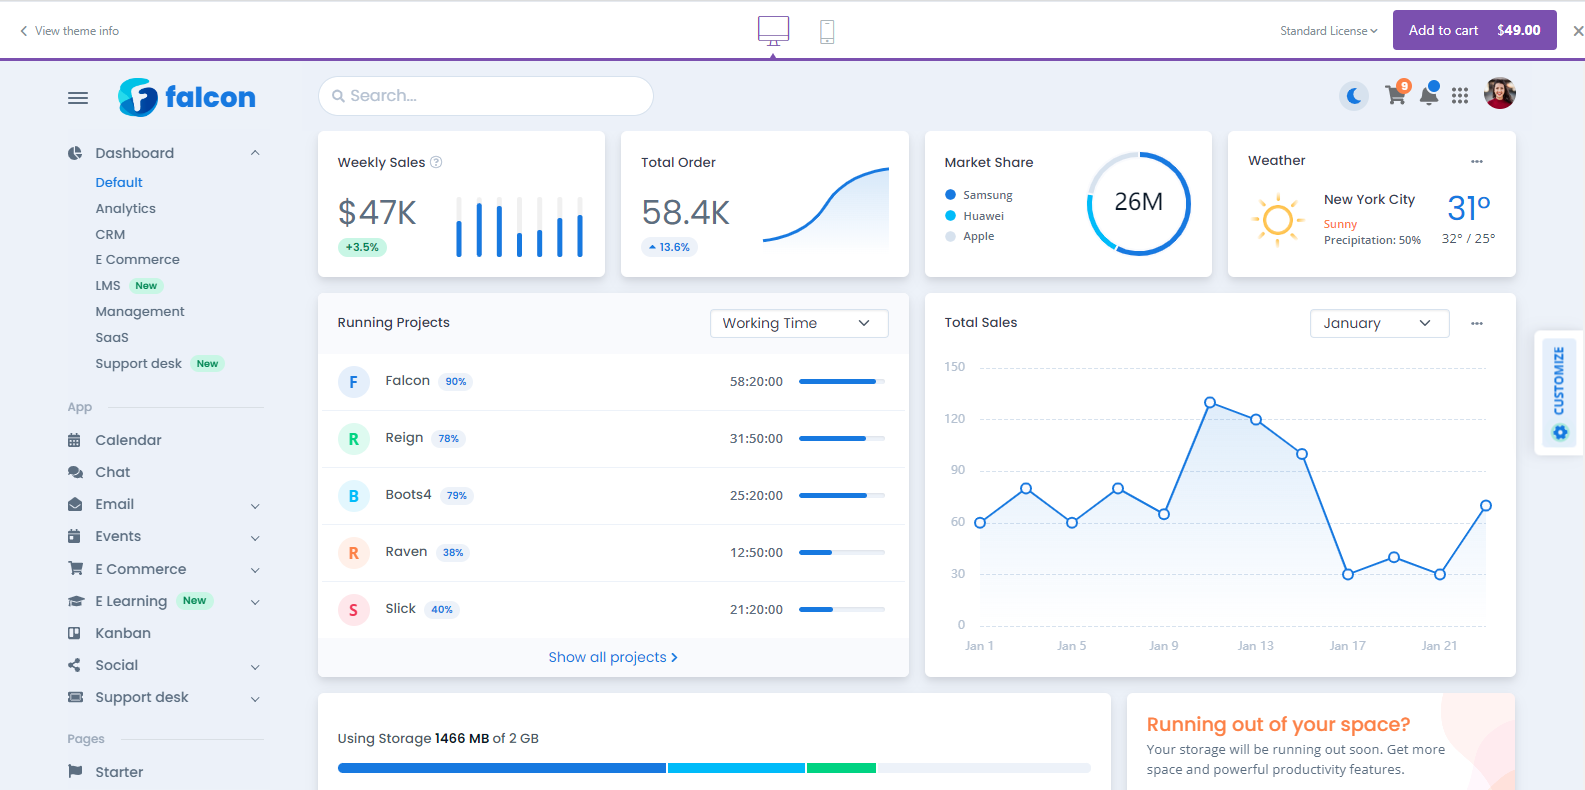 View theme info
Standard License
Add to cart $49.00
falcon
Search...
9
Dashboard
Default
Analytics
CRM
E Commerce
LMS New
Management
SaaS
Support desk New
App
Calendar
Chat
Email
Events
E Commerce
E Learning New
Kanban
Social
Support desk
Pages
Starter
Weekly Sales ?
$47K
+3.5%
Total Order
58.4K
13.6%
Market Share
Samsung
Huawei
Apple
26M
Weather
New York City
Sunny
Precipitation: 50%
31°
32° / 25°
Running Projects
Working Time
F Falcon 90% 58:20:00
R Reign 78% 31:50:00
B Boots4 79% 25:20:00
R Raven 38% 12:50:00
S Slick 40% 21:20:00
Show all projects
Total Sales
January
150
120
90
60
30
0
Jan 1 Jan 5 Jan 9 Jan 13 Jan 17 Jan 21
CUSTOMIZE
Using Storage 1466 MB of 2 GB
Running out of your space?
Your storage will be running out soon. Get more
space and powerful productivity features.